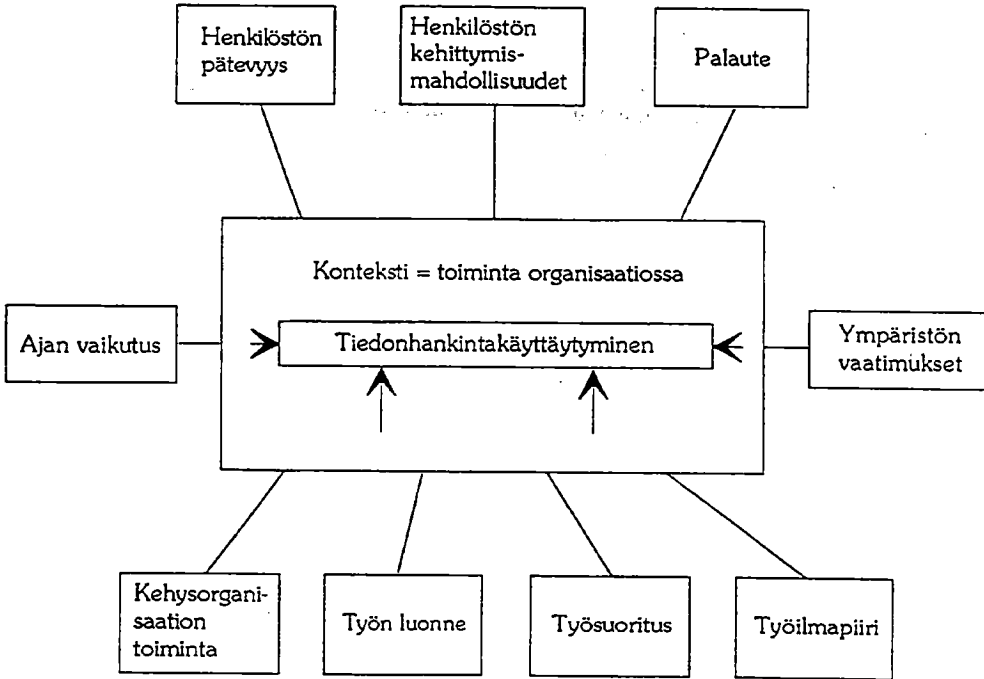 Henkilöstön
pätevyys
Henkilöstön
kehittymis-
mahdollisuudet
Palaute
Konteksti = toiminta organisaatiossa
Ajan vaikutus
Tiedonhankintakäyttäytyminen
Ympäristön
vaatimukset
Kehysorgani-
saation
toiminta
Työn luonne
Työsuoritus
Työilmapiiri